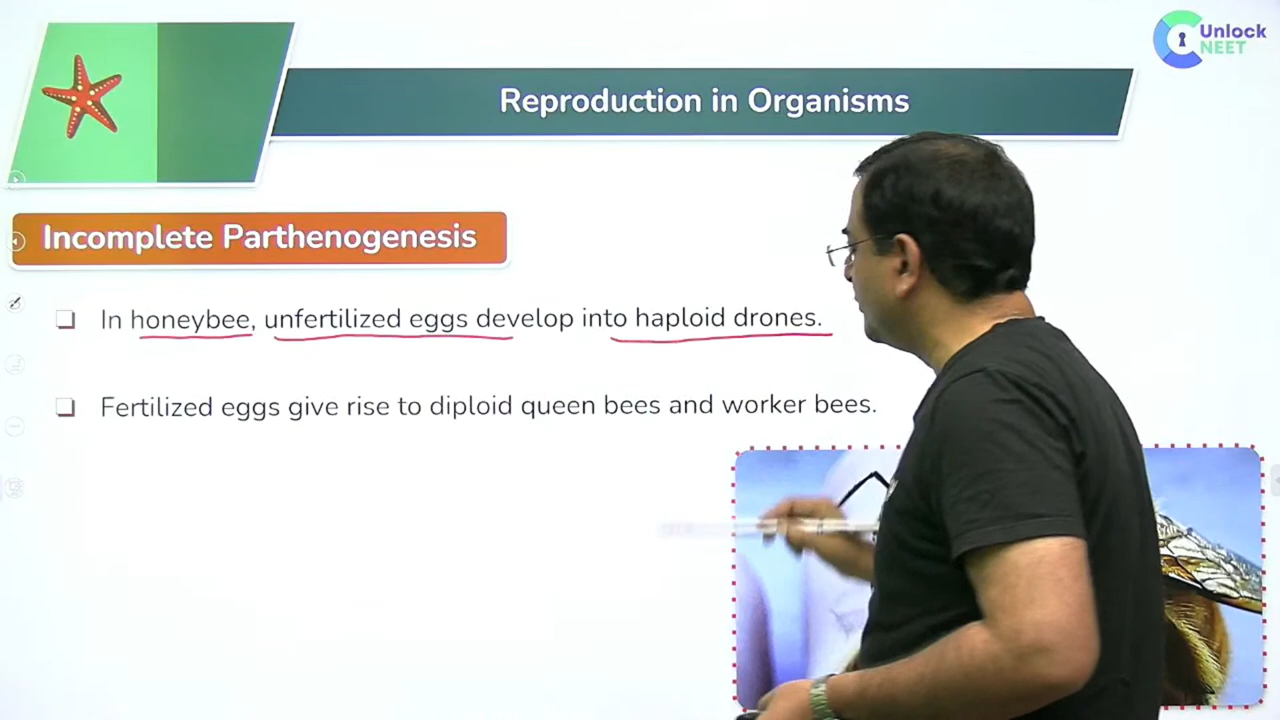 Unlock
NEET
Reproduction in Organisms
Incomplete Parthenogenesis
❑ In honeybee, unfertilized eggs develop into haploid drones.
❑ Fertilized eggs give rise to diploid queen bees and worker bees.